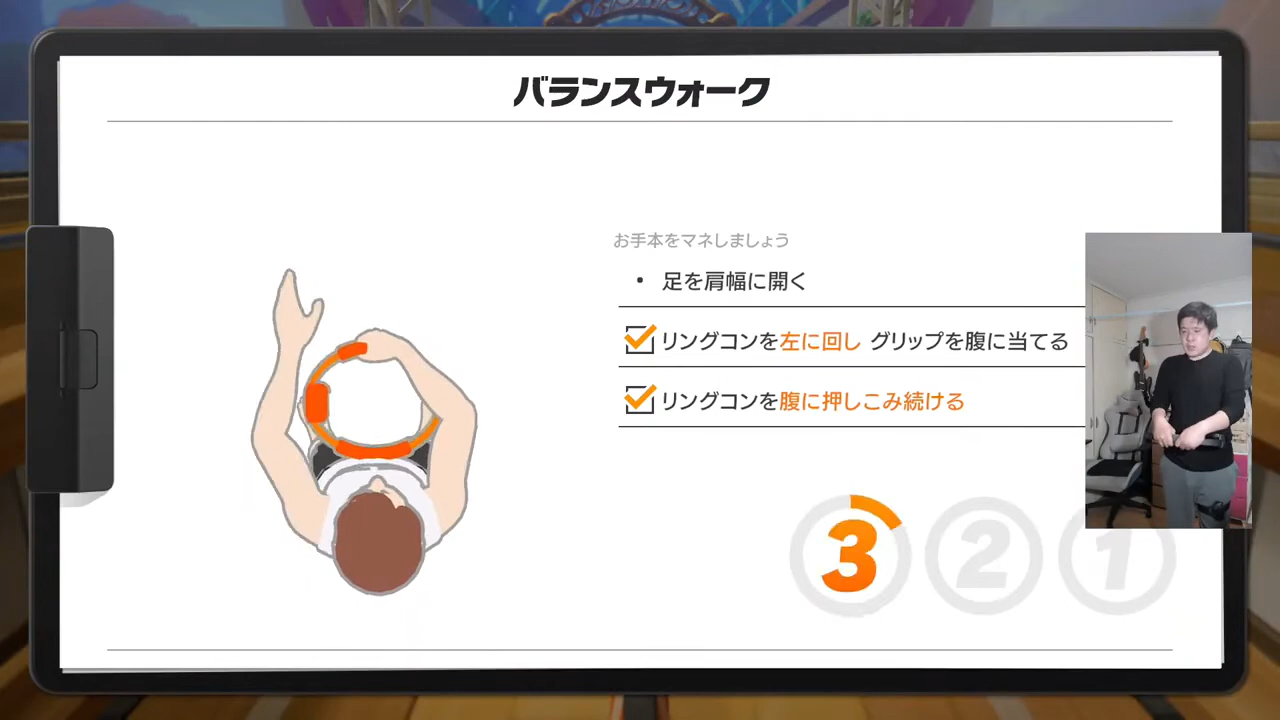 バランスウォーク
お手本をマネしましょう
・ 足を肩幅に開く
リングコンを左に回し グリップを腹に当てる
リングコンを腹に押しこみ続ける
3 2 1